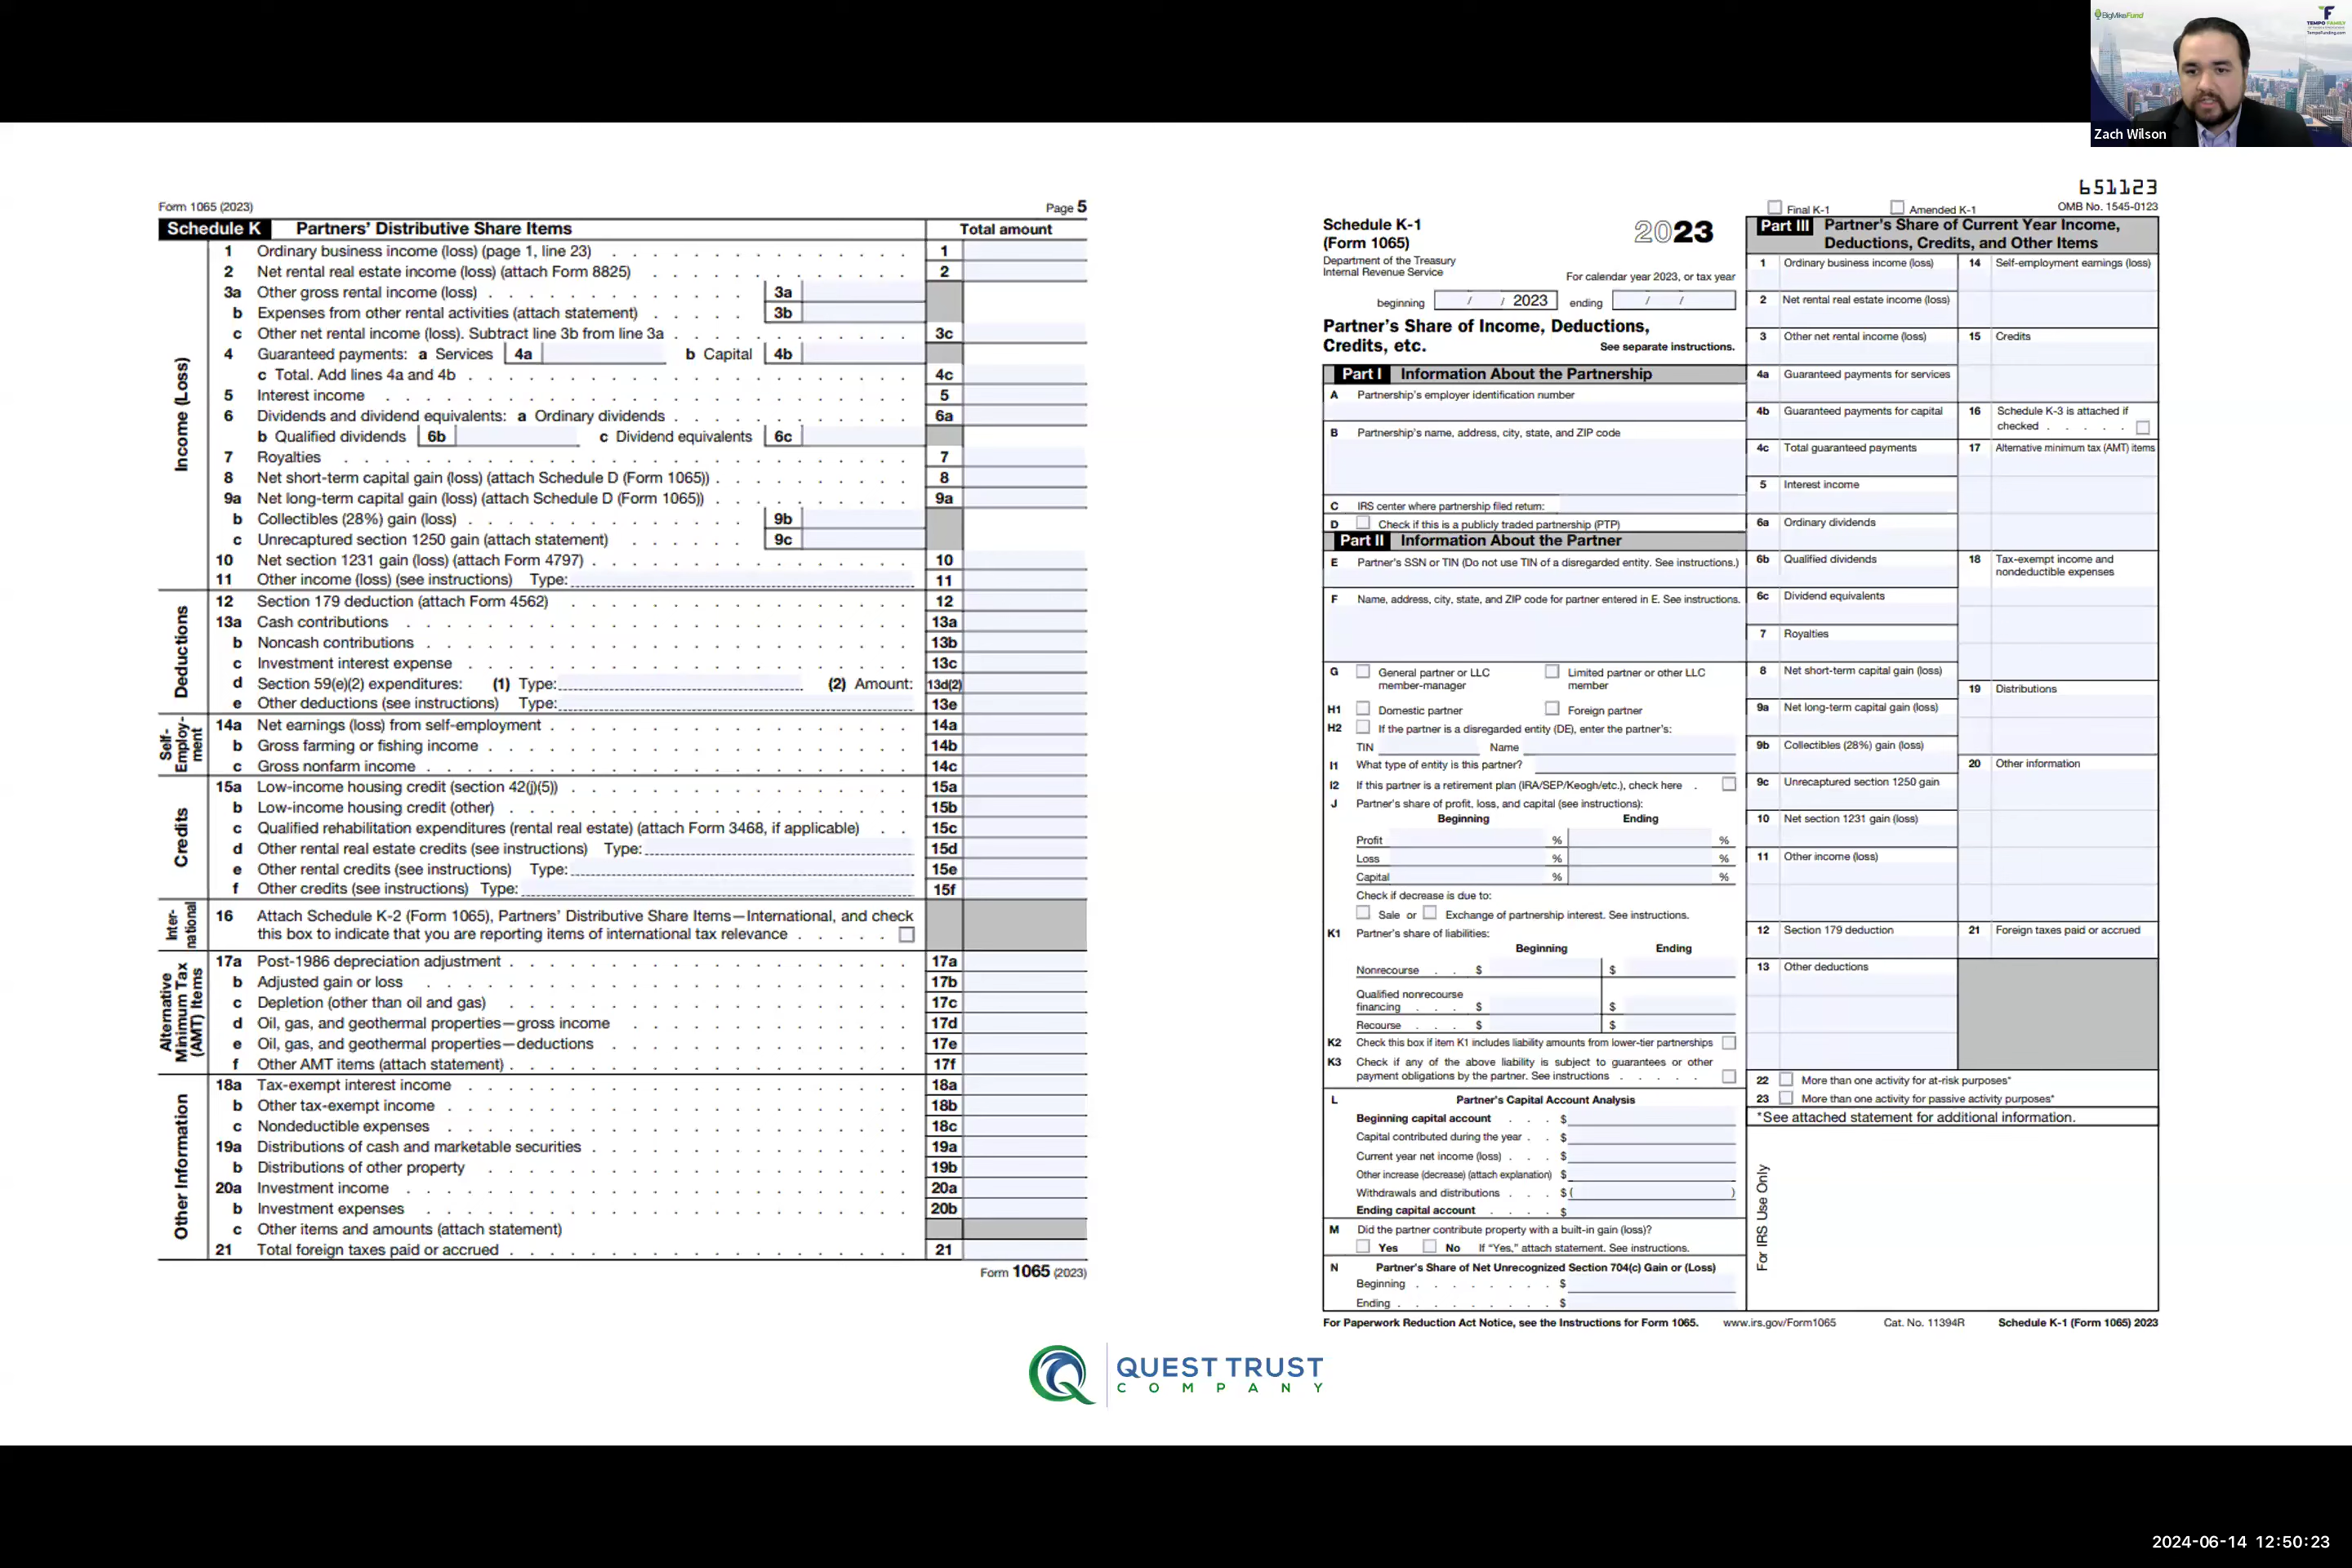 BigMikeFund
TEMPO FAMILY
TempoFunding.com
Zach Wilson
Form 1065 (2023)
Page 5
Schedule K Partners' Distributive Share Items Total amount
Income (Loss)
1 Ordinary business income (loss) (page 1, line 23) 1
2 Net rental real estate income (loss) (attach Form 8825) 2
3a Other gross rental income (loss) 3a
b Expenses from other rental activities (attach statement) 3b
c Other net rental income (loss). Subtract line 3b from line 3a 3c
4 Guaranteed payments: a Services 4a b Capital 4b
c Total. Add lines 4a and 4b 4c
5 Interest income 5
6 Dividends and dividend equivalents: a Ordinary dividends 6a
b Qualified dividends 6b c Dividend equivalents 6c
7 Royalties 7
8 Net short-term capital gain (loss) (attach Schedule D (Form 1065)) 8
9a Net long-term capital gain (loss) (attach Schedule D (Form 1065)) 9a
b Collectibles (28%) gain (loss) 9b
c Unrecaptured section 1250 gain (attach statement) 9c
10 Net section 1231 gain (loss) (attach Form 4797) 10
11 Other income (loss) (see instructions) Type: 11
Deductions
12 Section 179 deduction (attach Form 4562) 12
13a Cash contributions 13a
b Noncash contributions 13b
c Investment interest expense 13c
d Section 59(e)(2) expenditures: (1) Type: (2) Amount: 13d(2)
e Other deductions (see instructions) Type: 13e
Self-
Employ-
ment
14a Net earnings (loss) from self-employment 14a
b Gross farming or fishing income 14b
c Gross nonfarm income 14c
Credits
15a Low-income housing credit (section 42(j)(5)) 15a
b Low-income housing credit (other) 15b
c Qualified rehabilitation expenditures (rental real estate) (attach Form 3468, if applicable) 15c
d Other rental real estate credits (see instructions) Type: 15d
e Other rental credits (see instructions) Type: 15e
f Other credits (see instructions) Type: 15f
Inter-
national
16 Attach Schedule K-2 (Form 1065), Partners' Distributive Share Items—International, and check
this box to indicate that you are reporting items of international tax relevance
Alternative
Minimum Tax
(AMT) Items
17a Post-1986 depreciation adjustment 17a
b Adjusted gain or loss 17b
c Depletion (other than oil and gas) 17c
d Oil, gas, and geothermal properties—gross income 17d
e Oil, gas, and geothermal properties—deductions 17e
f Other AMT items (attach statement) 17f
Other Information
18a Tax-exempt interest income 18a
b Other tax-exempt income 18b
c Nondeductible expenses 18c
19a Distributions of cash and marketable securities 19a
b Distributions of other property 19b
20a Investment income 20a
b Investment expenses 20b
c Other items and amounts (attach statement)
21 Total foreign taxes paid or accrued 21
Form 1065 (2023)
651123
Final K-1 Amended K-1 OMB No. 1545-0123
Schedule K-1
(Form 1065)
2023
Department of the Treasury
Internal Revenue Service
For calendar year 2023, or tax year
beginning / / 2023 ending / /
Partner's Share of Income, Deductions,
Credits, etc.
See separate instructions.
Part I Information About the Partnership
A Partnership's employer identification number
B Partnership's name, address, city, state, and ZIP code
C IRS center where partnership filed return:
D Check if this is a publicly traded partnership (PTP)
Part II Information About the Partner
E Partner's SSN or TIN (Do not use TIN of a disregarded entity. See instructions.)
F Name, address, city, state, and ZIP code for partner entered in E. See instructions.
G General partner or LLC
member-manager
Limited partner or other LLC
member
H1 Domestic partner Foreign partner
H2 If the partner is a disregarded entity (DE), enter the partner's:
TIN Name
I1 What type of entity is this partner?
I2 If this partner is a retirement plan (IRA/SEP/Keogh/etc.), check here
J Partner's share of profit, loss, and capital (see instructions):
Beginning Ending
Profit % %
Loss % %
Capital % %
Check if decrease is due to:
Sale or Exchange of partnership interest. See instructions.
K1 Partner's share of liabilities:
Beginning Ending
Nonrecourse $ $
Qualified nonrecourse
financing $ $
Recourse $ $
K2 Check this box if item K1 includes liability amounts from lower-tier partnerships
K3 Check if any of the above liability is subject to guarantees or other
payment obligations by the partner. See instructions
L Partner's Capital Account Analysis
Beginning capital account $
Capital contributed during the year $
Current year net income (loss) $
Other increase (decrease) (attach explanation) $
Withdrawals and distributions $ ( )
Ending capital account $
M Did the partner contribute property with a built-in gain (loss)?
Yes No If "Yes," attach statement. See instructions.
N Partner's Share of Net Unrecognized Section 704(c) Gain or (Loss)
Beginning $
Ending $
Part III Partner's Share of Current Year Income,
Deductions, Credits, and Other Items
1 Ordinary business income (loss)
2 Net rental real estate income (loss)
3 Other net rental income (loss)
4a Guaranteed payments for services
4b Guaranteed payments for capital
4c Total guaranteed payments
5 Interest income
6a Ordinary dividends
6b Qualified dividends
6c Dividend equivalents
7 Royalties
8 Net short-term capital gain (loss)
9a Net long-term capital gain (loss)
9b Collectibles (28%) gain (loss)
9c Unrecaptured section 1250 gain
10 Net section 1231 gain (loss)
11 Other income (loss)
12 Section 179 deduction
13 Other deductions
14 Self-employment earnings (loss)
15 Credits
16 Schedule K-3 is attached if
checked
17 Alternative minimum tax (AMT) items
18 Tax-exempt income and
nondeductible expenses
19 Distributions
20 Other information
21 Foreign taxes paid or accrued
22 More than one activity for at-risk purposes*
23 More than one activity for passive activity purposes*
*See attached statement for additional information.
For IRS Use Only
For Paperwork Reduction Act Notice, see the Instructions for Form 1065. www.irs.gov/Form1065 Cat. No. 11394R Schedule K-1 (Form 1065) 2023
QUEST TRUST
COMPANY
2024-06-14 12:50:23